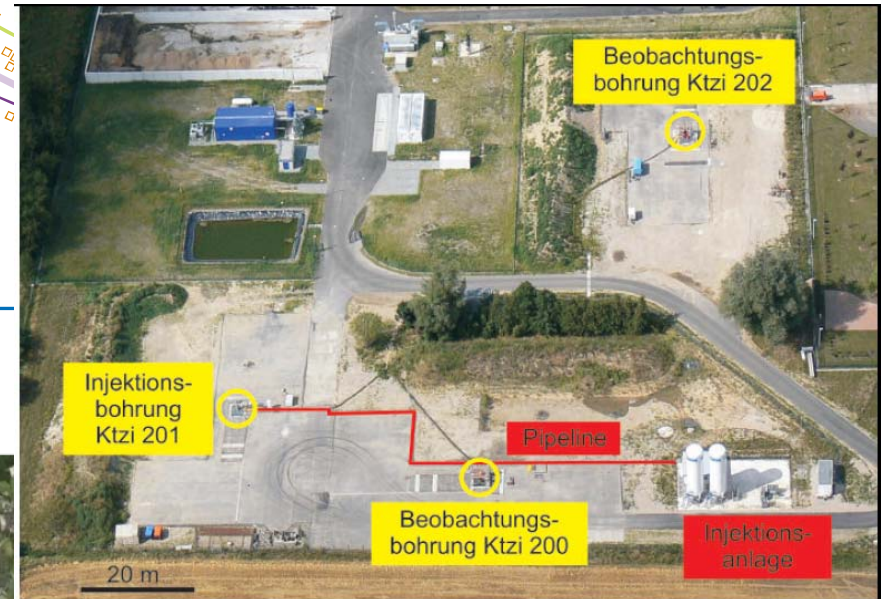 Beobachtungs-
bohrung Ktzi 202
Injektions-
bohrung
Ktzi 201
Pipeline
Beobachtungs-
bohrung Ktzi 200
Injektions-
anlage
20 m